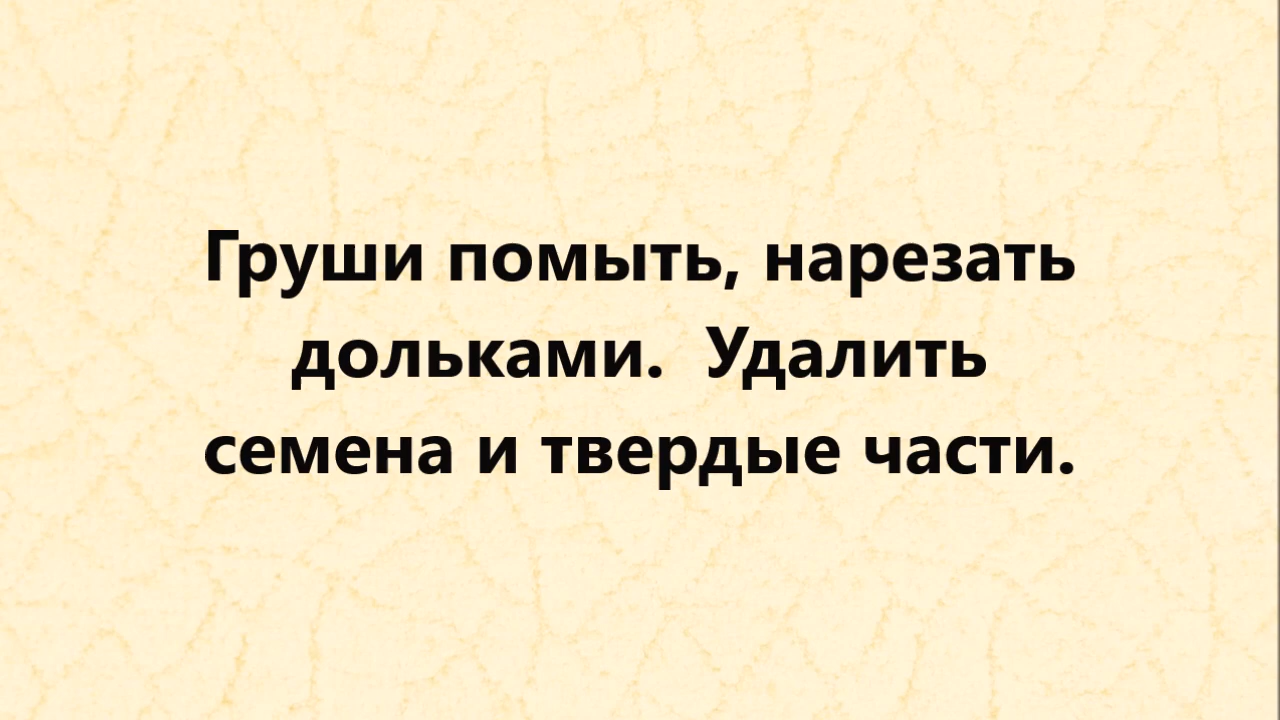 Груши помыть, нарезать
дольками.  Удалить
семена и твердые части.